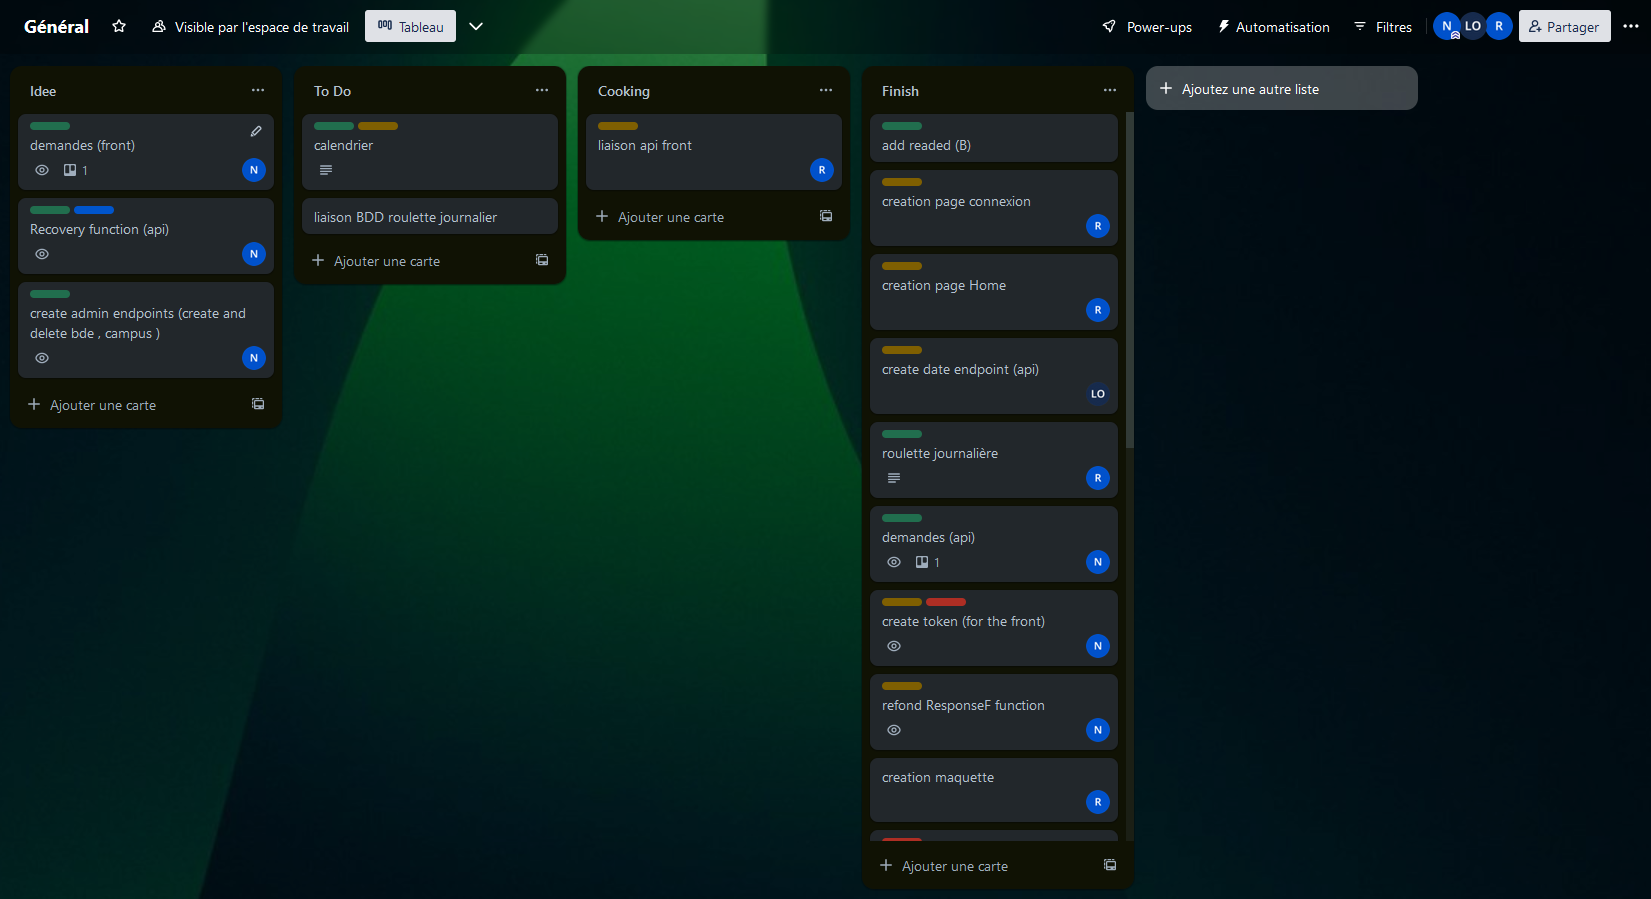 Général
Visible par l'espace de travail
Tableau
Power-ups
Automatisation
Filtres
N
LO
R
Partager
Idee
demandes (front)
1
N
Recovery function (api)
N
create admin endpoints (create and
delete bde , campus )
N
Ajouter une carte
To Do
calendrier
liaison BDD roulette journalier
Ajouter une carte
Cooking
liaison api front
R
Ajouter une carte
Finish
add readed (B)
creation page connexion
R
creation page Home
R
create date endpoint (api)
LO
roulette journalière
R
demandes (api)
1
N
create token (for the front)
N
refond ResponseF function
N
creation maquette
R
Ajouter une carte
Ajoutez une autre liste